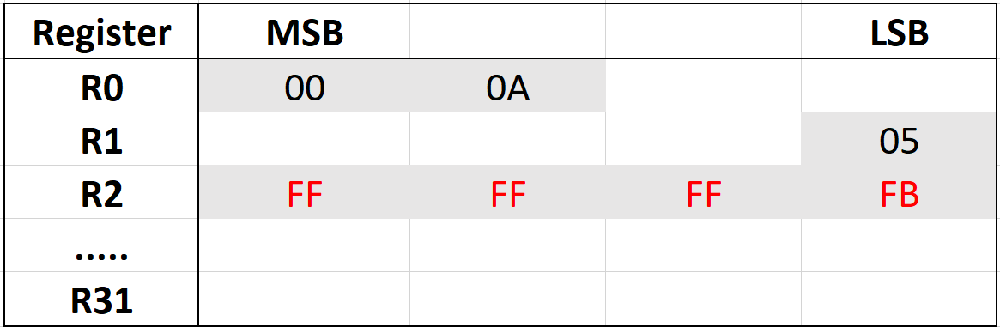 Register MSB LSB
R0 00 0A
R1 05
R2 FF FF FF FB
.....
R31